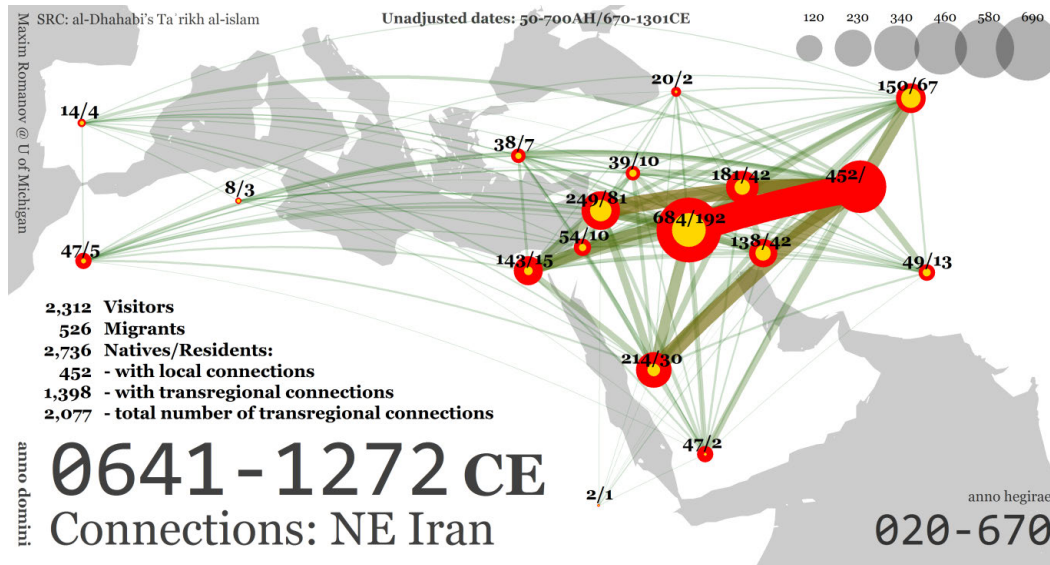 SRC: al-Dhahabi's Taʾrikh al-islam
Unadjusted dates: 50-700AH/670-1301CE
120 230 340 460 580 690
Maxim Romanov @ U of Michigan
20/2
150/67
14/4
38/7
39/10
181/42
452/
8/3
249/81
684/192
54/10
138/42
47/5
143/15
49/13
2,312 Visitors
526 Migrants
2,736 Natives/Residents:
452 - with local connections
1,398 - with transregional connections
2,077 - total number of transregional connections
214/30
47/2
2/1
anno domini
0641-1272 CE
Connections: NE Iran
anno hegirae
020-670